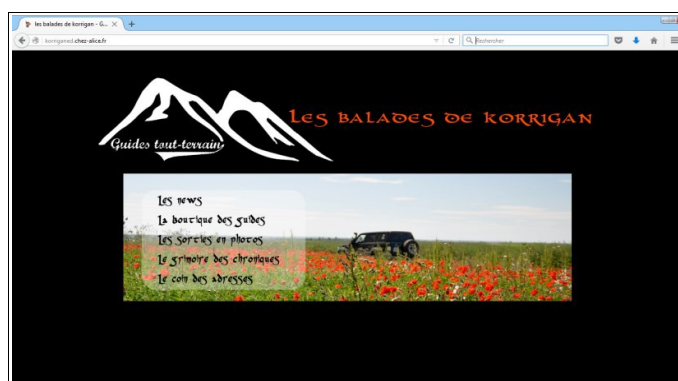 les balades de korrigan - G...
korriganed.chez-alice.fr
Rechercher
Guides tout-terrain
Les balades de korrigan
Les news
La boutique des guides
Les sorties en photos
Le grimoire des chroniques
Le coin des adresses